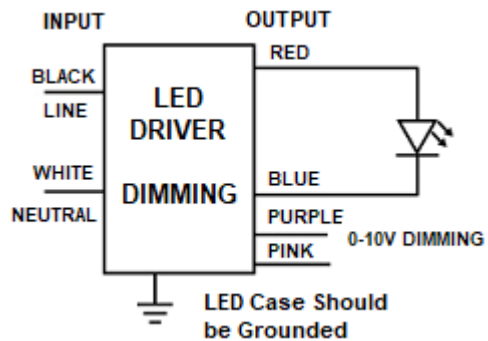 INPUT
OUTPUT
RED
BLACK
LINE
LED
DRIVER
DIMMING
WHITE
NEUTRAL
BLUE
PURPLE
PINK
0-10V DIMMING
LED Case Should
be Grounded